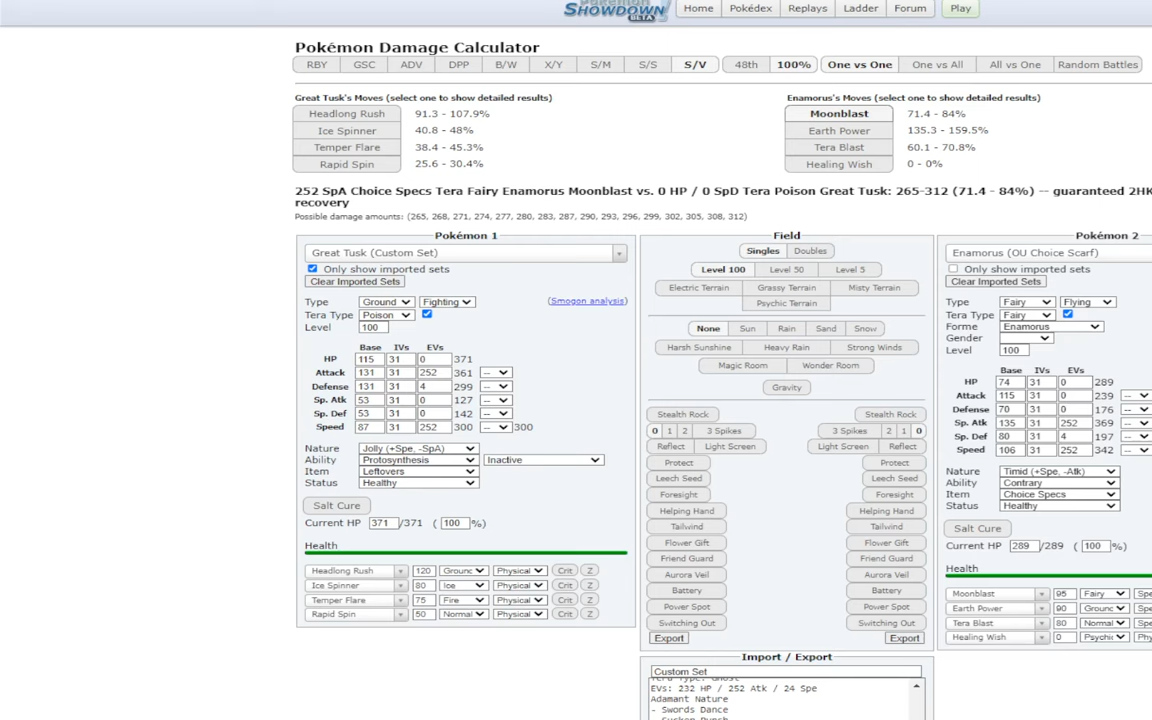 SHOWDOWN
BETA
Home Pokédex Replays Ladder Forum Play
Pokémon Damage Calculator
RBY GSC ADV DPP B/W X/Y S/M S/S S/V 48th 100% One vs One One vs All All vs One Random Battles
Great Tusk's Moves (select one to show detailed results)
Headlong Rush 91.3 - 107.9%
Ice Spinner 40.8 - 48%
Temper Flare 38.4 - 45.3%
Rapid Spin 25.6 - 30.4%
Enamorus's Moves (select one to show detailed results)
Moonblast 71.4 - 84%
Earth Power 135.3 - 159.5%
Tera Blast 60.1 - 70.8%
Healing Wish 0 - 0%
252 SpA Choice Specs Tera Fairy Enamorus Moonblast vs. 0 HP / 0 SpD Tera Poison Great Tusk: 265-312 (71.4 - 84%) -- guaranteed 2HK
recovery
Possible damage amounts: (265, 268, 271, 274, 277, 280, 283, 287, 290, 293, 296, 299, 302, 305, 308, 312)
Pokémon 1
Great Tusk (Custom Set)
Only show imported sets
Clear Imported Sets
Type Ground Fighting (Smogon analysis)
Tera Type Poison
Level 100
Base IVs EVs
HP 115 31 0 371
Attack 131 31 252 361 --
Defense 131 31 4 299 --
Sp. Atk 53 31 0 127 --
Sp. Def 53 31 0 142 --
Speed 87 31 252 300 -- 300
Nature Jolly (+Spe, -SpA)
Ability Protosynthesis Inactive
Item Leftovers
Status Healthy
Salt Cure
Current HP 371 /371 ( 100 %)
Health
Headlong Rush 120 Ground Physical Crit Z
Ice Spinner 80 Ice Physical Crit Z
Temper Flare 75 Fire Physical Crit Z
Rapid Spin 50 Normal Physical Crit Z
Field
Singles Doubles
Level 100 Level 50 Level 5
Electric Terrain Grassy Terrain Misty Terrain
Psychic Terrain
None Sun Rain Sand Snow
Harsh Sunshine Heavy Rain Strong Winds
Magic Room Wonder Room
Gravity
Stealth Rock Stealth Rock
0 1 2 3 Spikes 3 Spikes 2 1 0
Reflect Light Screen Light Screen Reflect
Protect Protect
Leech Seed Leech Seed
Foresight Foresight
Helping Hand Helping Hand
Tailwind Tailwind
Flower Gift Flower Gift
Friend Guard Friend Guard
Aurora Veil Aurora Veil
Battery Battery
Power Spot Power Spot
Switching Out Switching Out
Export Export
Pokémon 2
Enamorus (OU Choice Scarf)
Only show imported sets
Clear Imported Sets
Type Fairy Flying
Tera Type Fairy
Forme Enamorus
Gender
Level 100
Base IVs EVs
HP 74 31 0 289
Attack 115 31 0 239 --
Defense 70 31 0 176 --
Sp. Atk 135 31 252 369 --
Sp. Def 80 31 4 197 --
Speed 106 31 252 342 --
Nature Timid (+Spe, -Atk)
Ability Contrary
Item Choice Specs
Status Healthy
Salt Cure
Current HP 289 /289 ( 100 %)
Health
Moonblast 95 Fairy Spe
Earth Power 90 Ground Spe
Tera Blast 80 Normal Spe
Healing Wish 0 Psychic Spe
Import / Export
Custom Set
EVs: 232 HP / 252 Atk / 24 Spe
Adamant Nature
- Swords Dance